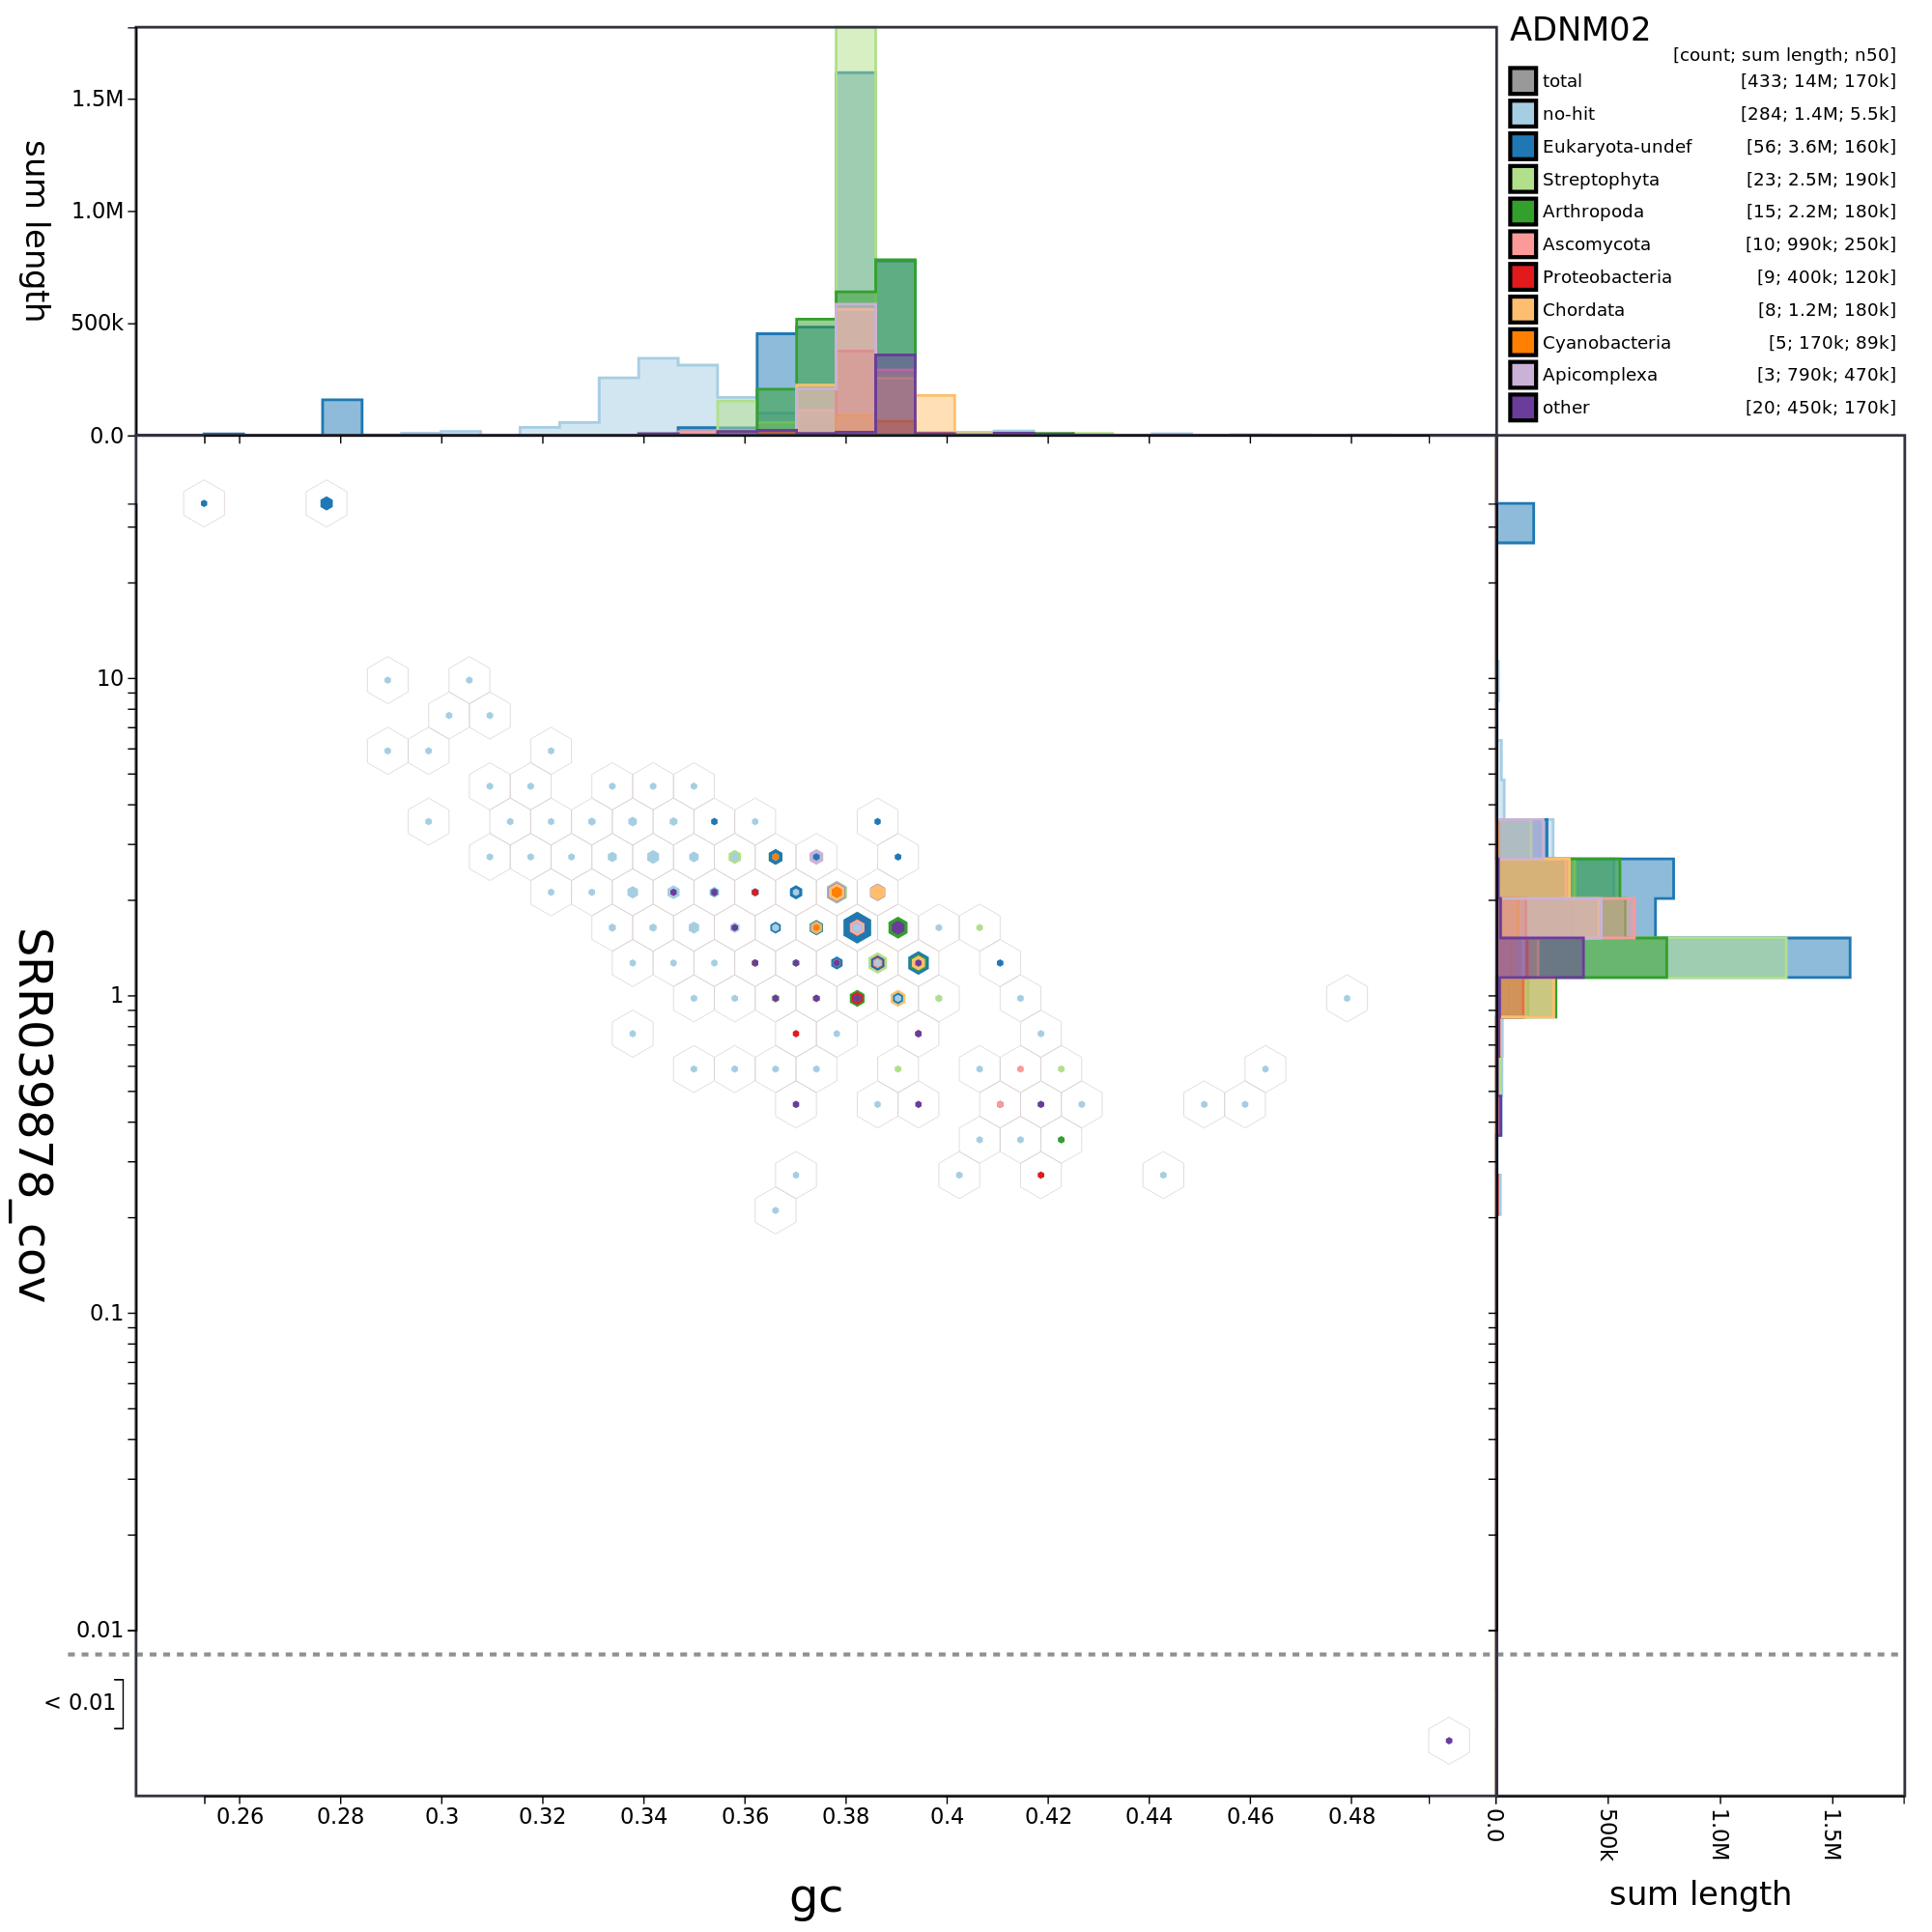 ADNM02
[count; sum length; n50]
total [433; 14M; 170k]
no-hit [284; 1.4M; 5.5k]
Eukaryota-undef [56; 3.6M; 160k]
Streptophyta [23; 2.5M; 190k]
Arthropoda [15; 2.2M; 180k]
Ascomycota [10; 990k; 250k]
Proteobacteria [9; 400k; 120k]
Chordata [8; 1.2M; 180k]
Cyanobacteria [5; 170k; 89k]
Apicomplexa [3; 790k; 470k]
other [20; 450k; 170k]
sum length
1.5M
1.0M
500k
0.0
SRR039878_cov
10
1
0.1
0.01
< 0.01
0.26 0.28 0.3 0.32 0.34 0.36 0.38 0.4 0.42 0.44 0.46 0.48
gc
0.0 500k 1.0M 1.5M
sum length